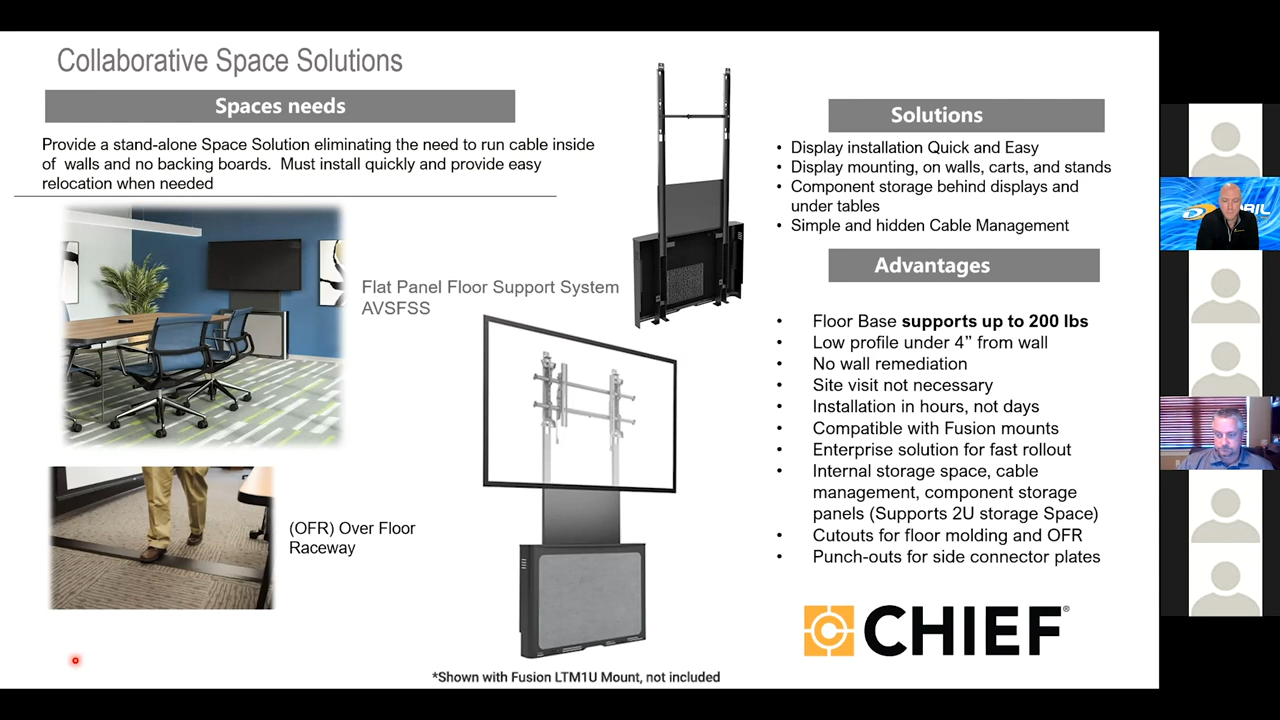 Collaborative Space Solutions
Spaces needs
Provide a stand-alone Space Solution eliminating the need to run cable inside
of walls and no backing boards. Must install quickly and provide easy
relocation when needed
Flat Panel Floor Support System
AVSFSS
(OFR) Over Floor
Raceway
*Shown with Fusion LTM1U Mount, not included
Solutions
• Display installation Quick and Easy
• Display mounting, on walls, carts, and stands
• Component storage behind displays and
under tables
• Simple and hidden Cable Management
Advantages
• Floor Base supports up to 200 lbs
• Low profile under 4” from wall
• No wall remediation
• Site visit not necessary
• Installation in hours, not days
• Compatible with Fusion mounts
• Enterprise solution for fast rollout
• Internal storage space, cable
management, component storage
panels (Supports 2U storage Space)
• Cutouts for floor molding and OFR
• Punch-outs for side connector plates
CHIEF®